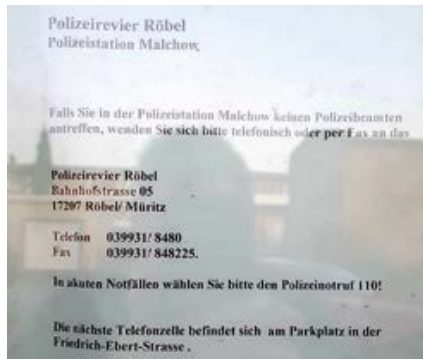 Polizeirevier Röbel
Polizeistation Malchow
Falls Sie in der Polizeistation Malchow keinen Polizeibeamten
antreffen, wenden Sie sich bitte telefonisch oder per Fax an das
Polizeirevier Röbel
Bahnhofstrasse 05
17207 Röbel/ Müritz
Telefon 039931/ 8480
Fax 039931/ 848225.
In akuten Notfällen wählen Sie bitte den Polizeinotruf 110!
Die nächste Telefonzelle befindet sich am Parkplatz in der
Friedrich-Ebert-Strasse .